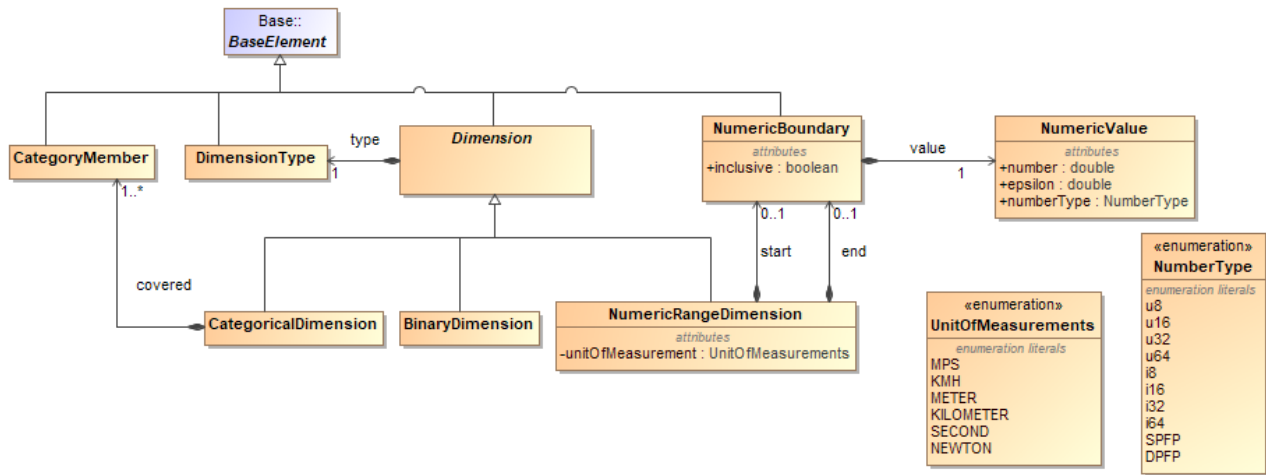 Base::
BaseElement
CategoryMember
DimensionType
type
1
Dimension
NumericBoundary
attributes
+inclusive : boolean
value
1
NumericValue
attributes
+number : double
+epsilon : double
+numberType : NumberType
1..*
covered
0..1
0..1
start
end
CategoricalDimension
BinaryDimension
NumericRangeDimension
attributes
-unitOfMeasurement : UnitOfMeasurements
«enumeration»
UnitOfMeasurements
enumeration literals
MPS
KMH
METER
KILOMETER
SECOND
NEWTON
«enumeration»
NumberType
enumeration literals
u8
u16
u32
u64
i8
i16
i32
i64
SPFP
DPFP